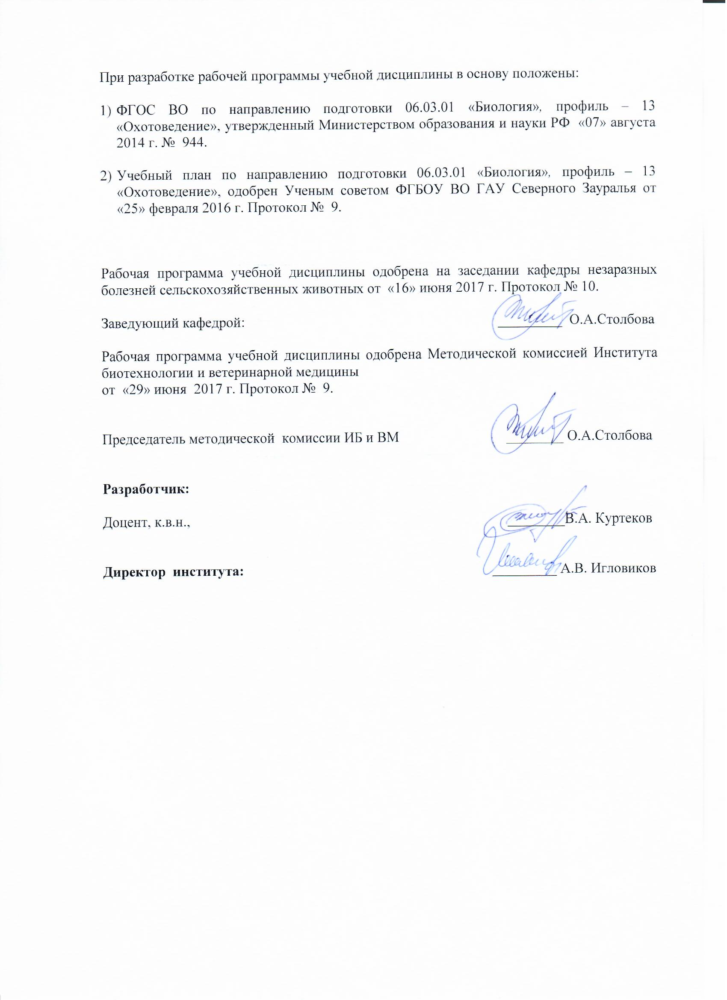 При разработке рабочей программы учебной дисциплины в основу положены:
1) ФГОС ВО по направлению подготовки 06.03.01 «Биология», профиль – 13
«Охотоведение», утвержденный Министерством образования и науки РФ «07» августа
2014 г. № 944.
2) Учебный план по направлению подготовки 06.03.01 «Биология», профиль – 13
«Охотоведение», одобрен Ученым советом ФГБОУ ВО ГАУ Северного Зауралья от
«25» февраля 2016 г. Протокол № 9.
Рабочая программа учебной дисциплины одобрена на заседании кафедры незаразных
болезней сельскохозяйственных животных от «16» июня 2017 г. Протокол № 10.
Заведующий кафедрой: _________ О.А.Столбова
Рабочая программа учебной дисциплины одобрена Методической комиссией Института
биотехнологии и ветеринарной медицины
от «29» июня 2017 г. Протокол № 9.
Председатель методической комиссии ИБ и ВМ ________ О.А.Столбова
Разработчик:
Доцент, к.в.н., ________В.А. Куртеков
Директор института: _________ А.В. Игловиков